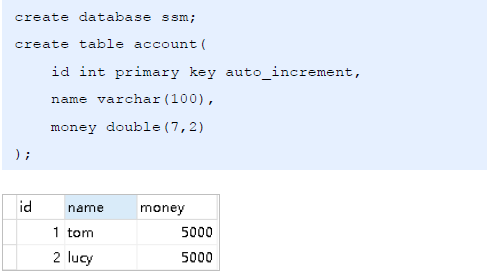 create database ssm;
create table account(
id int primary key auto_increment,
name varchar(100),
money double(7,2)
);
id name money
1 tom 5000
2 lucy 5000